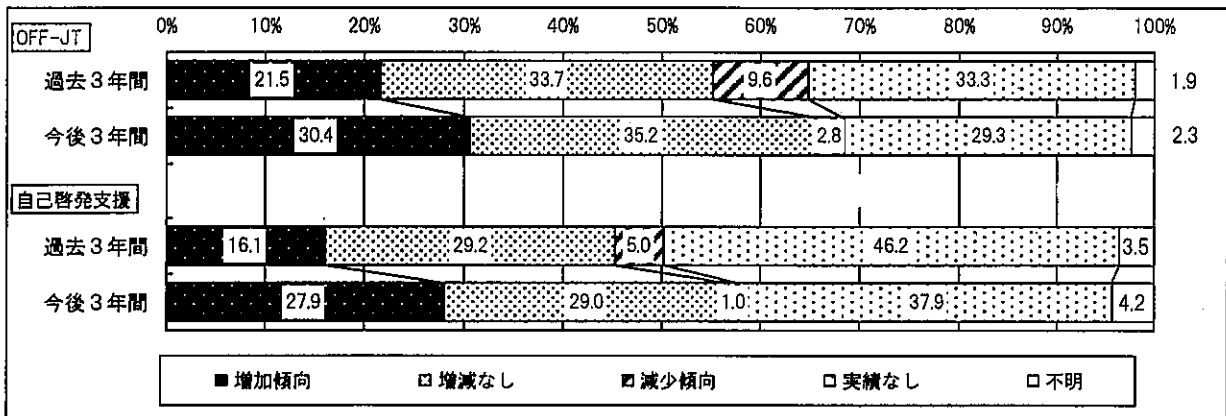 0% 10% 20% 30% 40% 50% 60% 70% 80% 90% 100%
OFF-JT
過去３年間 21.5 33.7 9.6 33.3 1.9
今後３年間 30.4 35.2 2.8 29.3 2.3
自己啓発支援
過去３年間 16.1 29.2 5.0 46.2 3.5
今後３年間 27.9 29.0 1.0 37.9 4.2
増加傾向 増減なし 減少傾向 実績なし 不明